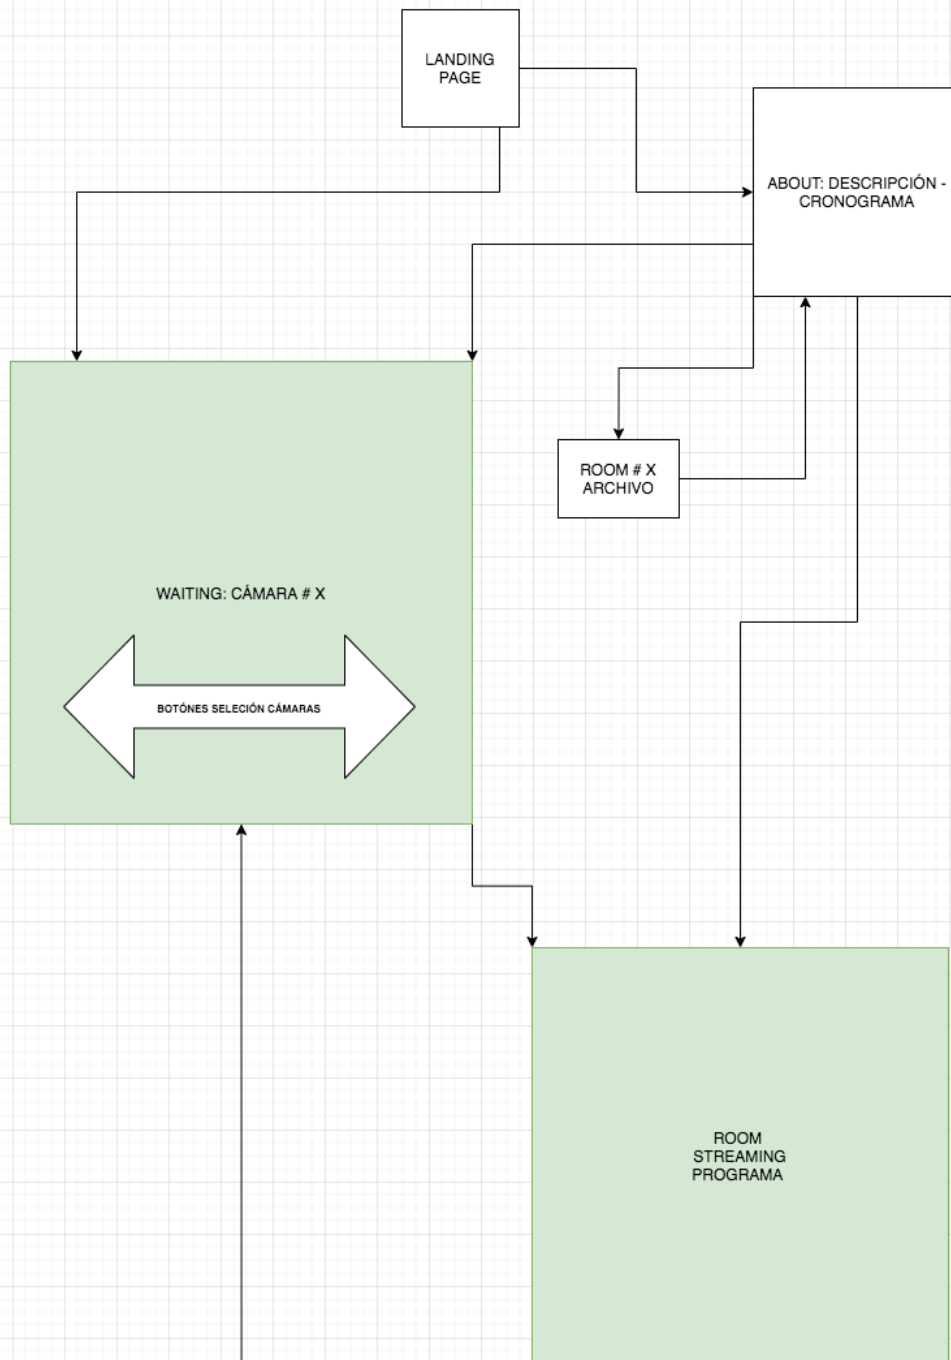 LANDING
PAGE
ABOUT: DESCRIPCIÓN -
CRONOGRAMA
ROOM # X
ARCHIVO
WAITING: CÁMARA # X
BOTÓNES SELECIÓN CÁMARAS
ROOM
STREAMING
PROGRAMA